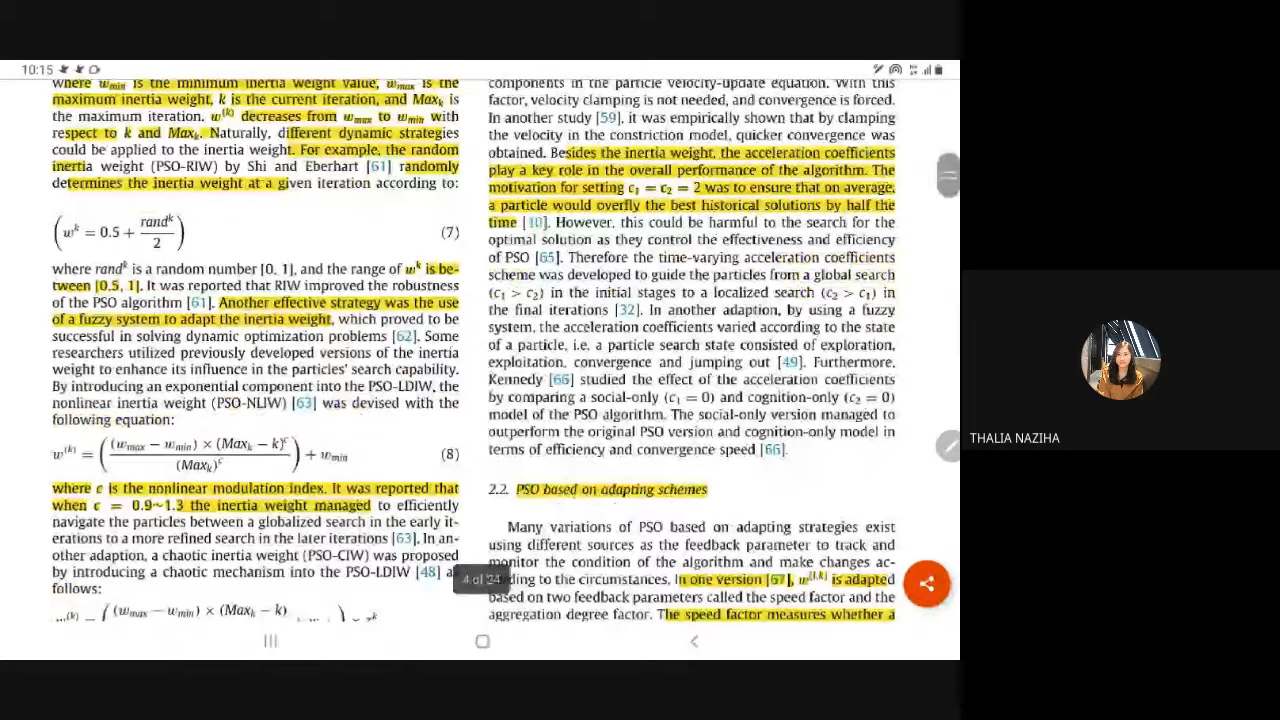 10:15
where w_min is the minimum inertia weight value, w_max is the
maximum inertia weight, k is the current iteration, and Max_k is
the maximum iteration. w^(k) decreases from w_max to w_min with
respect to k and Max_k. Naturally, different dynamic strategies
could be applied to the inertia weight. For example, the random
inertia weight (PSO-RIW) by Shi and Eberhart [61] randomly
determines the inertia weight at a given iteration according to:
(w^k = 0.5 + rand^k / 2) (7)
where rand^k is a random number [0, 1], and the range of w^k is be-
tween [0.5, 1]. It was reported that RIW improved the robustness
of the PSO algorithm [61]. Another effective strategy was the use
of a fuzzy system to adapt the inertia weight, which proved to be
successful in solving dynamic optimization problems [62]. Some
researchers utilized previously developed versions of the inertia
weight to enhance its influence in the particles' search capability.
By introducing an exponential component into the PSO-LDIW, the
nonlinear inertia weight (PSO-NLIW) [63] was devised with the
following equation:
w^(k) = ((w_max − w_min) × (Max_k − k)^c / (Max_k)^c) + w_min (8)
where c is the nonlinear modulation index. It was reported that
when c = 0.9~1.3 the inertia weight managed to efficiently
navigate the particles between a globalized search in the early it-
erations to a more refined search in the later iterations [63]. In an-
other adaption, a chaotic inertia weight (PSO-CIW) was proposed
by introducing a chaotic mechanism into the PSO-LDIW [48] as
follows:
(w_max − w_min) × (Max_k − k)
components in the particle velocity-update equation. With this
factor, velocity clamping is not needed, and convergence is forced.
In another study [59], it was empirically shown that by clamping
the velocity in the constriction model, quicker convergence was
obtained. Besides the inertia weight, the acceleration coefficients
play a key role in the overall performance of the algorithm. The
motivation for setting c1 = c2 = 2 was to ensure that on average,
a particle would overfly the best historical solutions by half the
time [10]. However, this could be harmful to the search for the
optimal solution as they control the effectiveness and efficiency
of PSO [65]. Therefore the time-varying acceleration coefficients
scheme was developed to guide the particles from a global search
(c1 > c2) in the initial stages to a localized search (c2 > c1) in
the final iterations [32]. In another adaption, by using a fuzzy
system, the acceleration coefficients varied according to the state
of a particle, i.e. a particle search state consisted of exploration,
exploitation, convergence and jumping out [49]. Furthermore,
Kennedy [66] studied the effect of the acceleration coefficients
by comparing a social-only (c1 = 0) and cognition-only (c2 = 0)
model of the PSO algorithm. The social-only version managed to
outperform the original PSO version and cognition-only model in
terms of efficiency and convergence speed [66].
2.2. PSO based on adapting schemes
Many variations of PSO based on adapting strategies exist
using different sources as the feedback parameter to track and
monitor the condition of the algorithm and make changes ac-
cording to the circumstances. In one version [67], w^(i,k) is adapted
based on two feedback parameters called the speed factor and the
aggregation degree factor. The speed factor measures whether a
4 of 24
THALIA NAZIHA